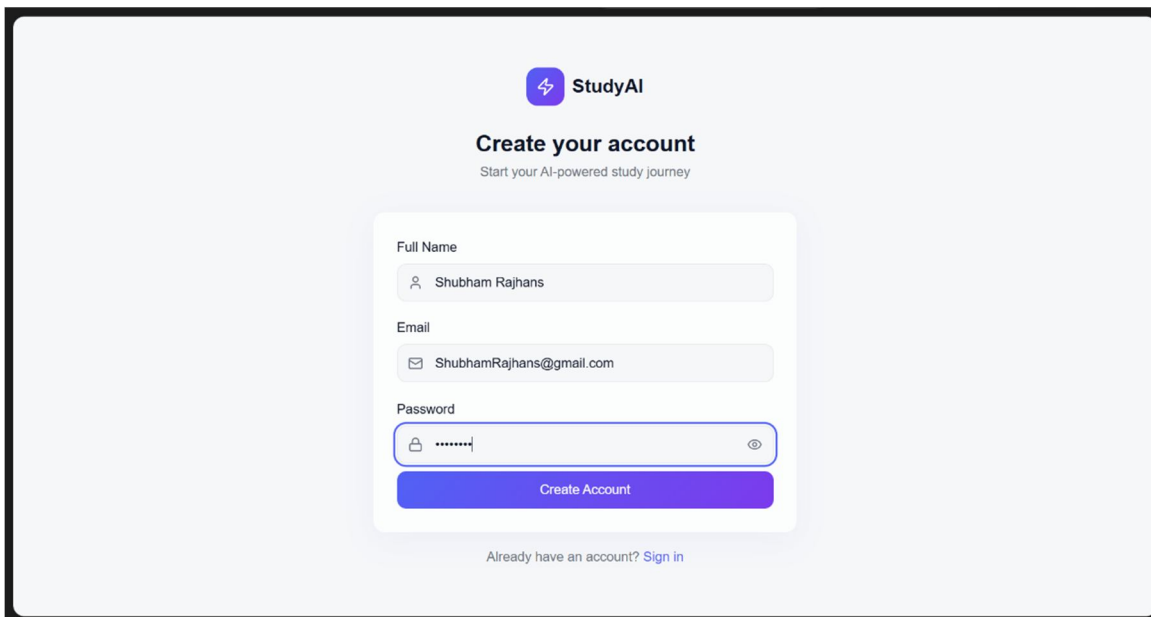 StudyAI
Create your account
Start your AI-powered study journey
Full Name
Shubham Rajhans
Email
ShubhamRajhans@gmail.com
Password
••••••••
Create Account
Already have an account? Sign in